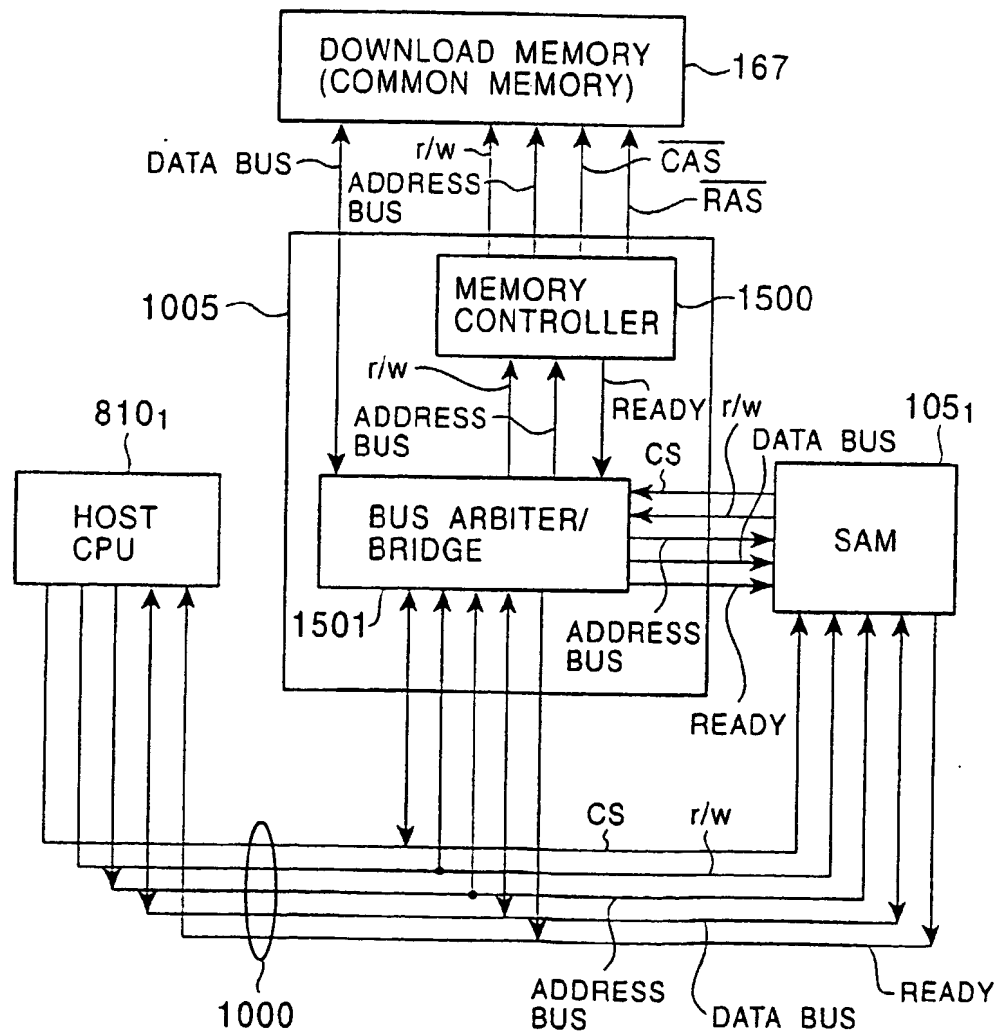 DOWNLOAD MEMORY
(COMMON MEMORY)
167
DATA BUS
r/w
ADDRESS
BUS
CAS
RAS
1005
MEMORY
CONTROLLER
1500
r/w
ADDRESS
BUS
READY
810₁
HOST
CPU
BUS ARBITER/
BRIDGE
1501
CS
r/w
DATA BUS
105₁
SAM
ADDRESS
BUS
READY
CS
r/w
1000
ADDRESS
BUS
DATA BUS
READY